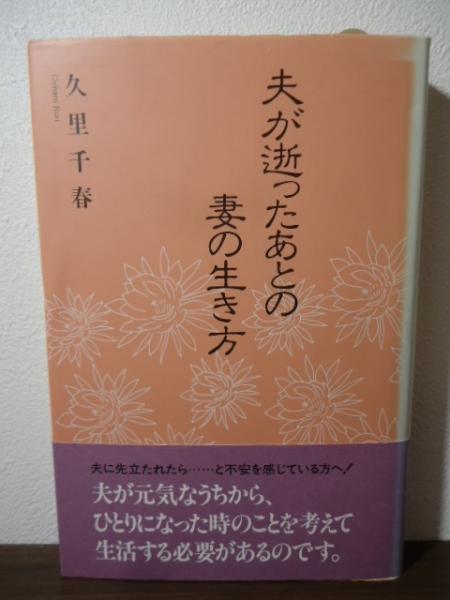 夫が逝ったあとの
妻の生き方
久里千春
Chiharu Kuri
夫に先立たれたら……と不安を感じている方へ!
夫が元気なうちから、
ひとりになった時のことを考えて
生活する必要があるのです。